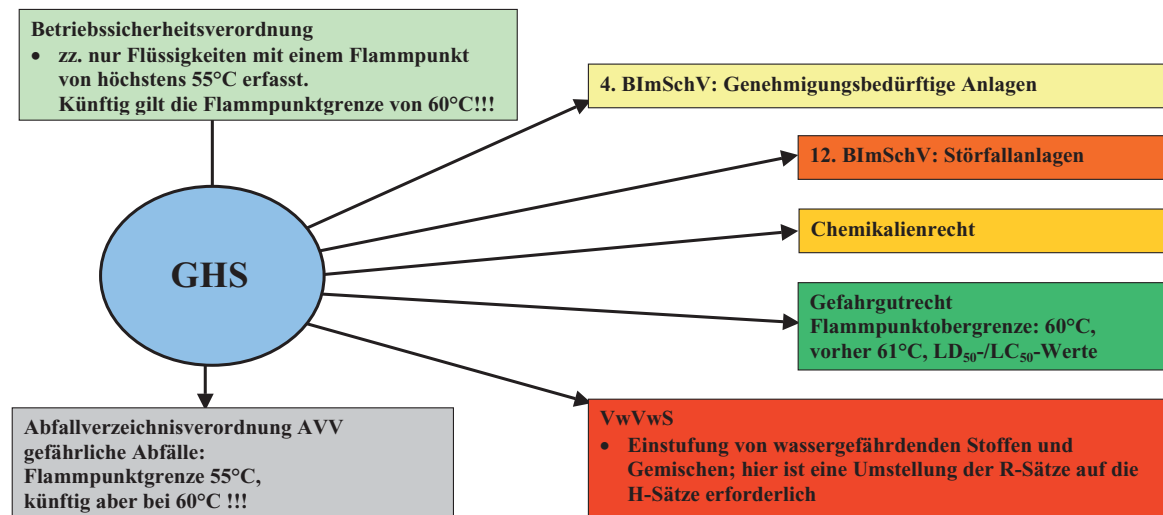 Betriebssicherheitsverordnung
• zz. nur Flüssigkeiten mit einem Flammpunkt
von höchstens 55°C erfasst.
Künftig gilt die Flammpunktgrenze von 60°C!!!
4. BImSchV: Genehmigungsbedürftige Anlagen
12. BImSchV: Störfallanlagen
Chemikalienrecht
GHS
Gefahrgutrecht
Flammpunktobergrenze: 60°C,
vorher 61°C, LD₅₀-/LC₅₀-Werte
Abfallverzeichnisverordnung AVV
gefährliche Abfälle:
Flammpunktgrenze 55°C,
künftig aber bei 60°C !!!
VwVwS
• Einstufung von wassergefährdenden Stoffen und
Gemischen; hier ist eine Umstellung der R-Sätze auf die
H-Sätze erforderlich